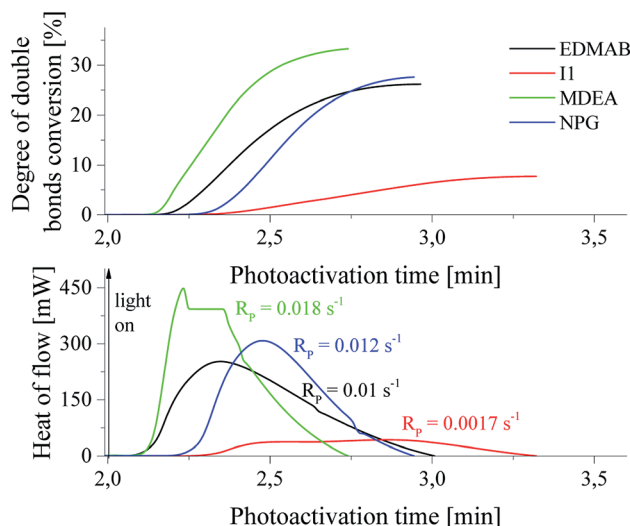 Degree of double
bonds conversion [%]
30
20
10
0
EDMAB
I1
MDEA
NPG
2,0
2,5
3,0
3,5
Photoactivation time [min]
Heat of flow [mW]
450
300
150
0
light
on
R_P = 0.018 s⁻¹
R_P = 0.012 s⁻¹
R_P = 0.01 s⁻¹
R_P = 0.0017 s⁻¹
2,0
2,5
3,0
3,5
Photoactivation time [min]